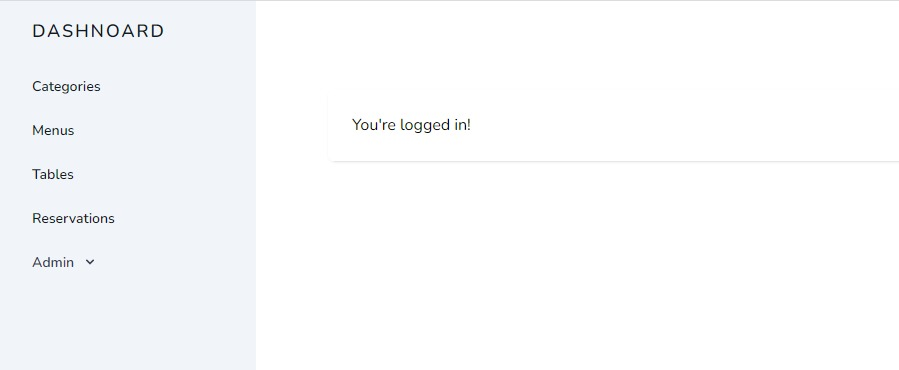 DASHNOARD
Categories
Menus
Tables
Reservations
Admin
You're logged in!